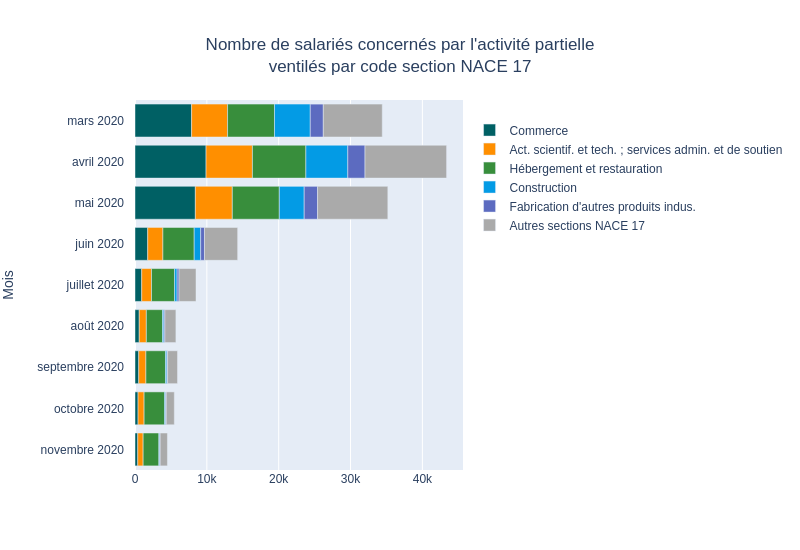 Nombre de salariés concernés par l'activité partielle
ventilés par code section NACE 17
Mois
mars 2020
avril 2020
mai 2020
juin 2020
juillet 2020
août 2020
septembre 2020
octobre 2020
novembre 2020
0 10k 20k 30k 40k
Commerce
Act. scientif. et tech. ; services admin. et de soutien
Hébergement et restauration
Construction
Fabrication d'autres produits indus.
Autres sections NACE 17